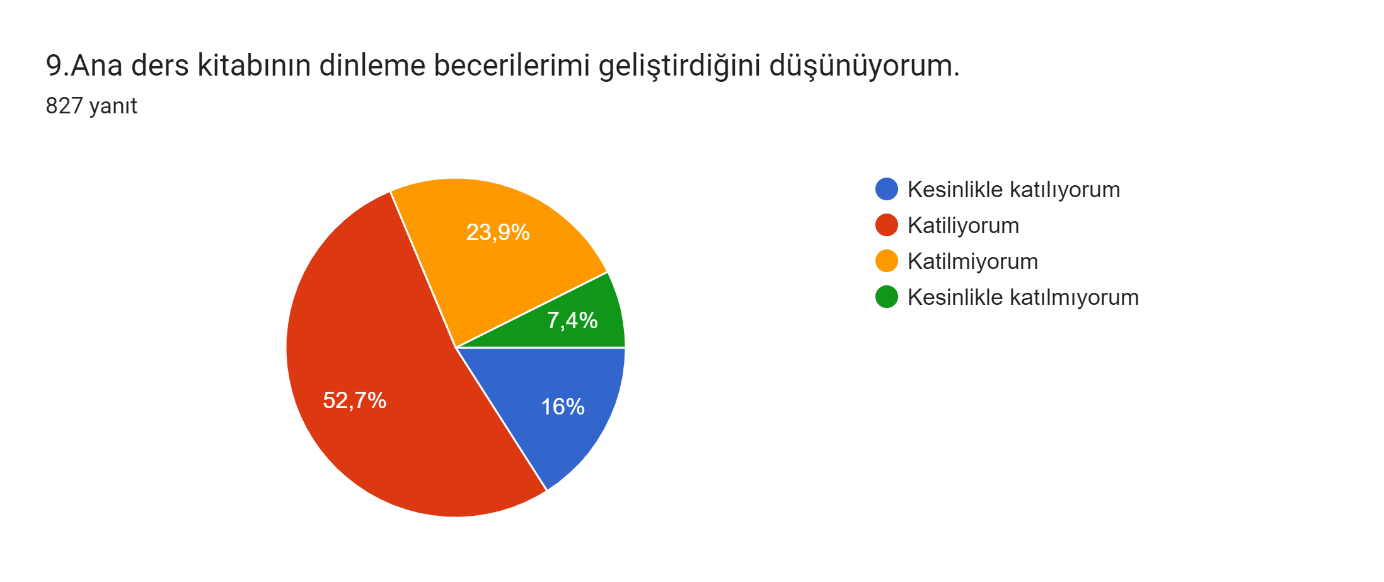 9.Ana ders kitabının dinleme becerilerimi geliştirdiğini düşünüyorum.
827 yanıt
Kesinlikle katılıyorum
Katiliyorum
Katilmiyorum
Kesinlikle katılmıyorum
23,9%
7,4%
52,7%
16%